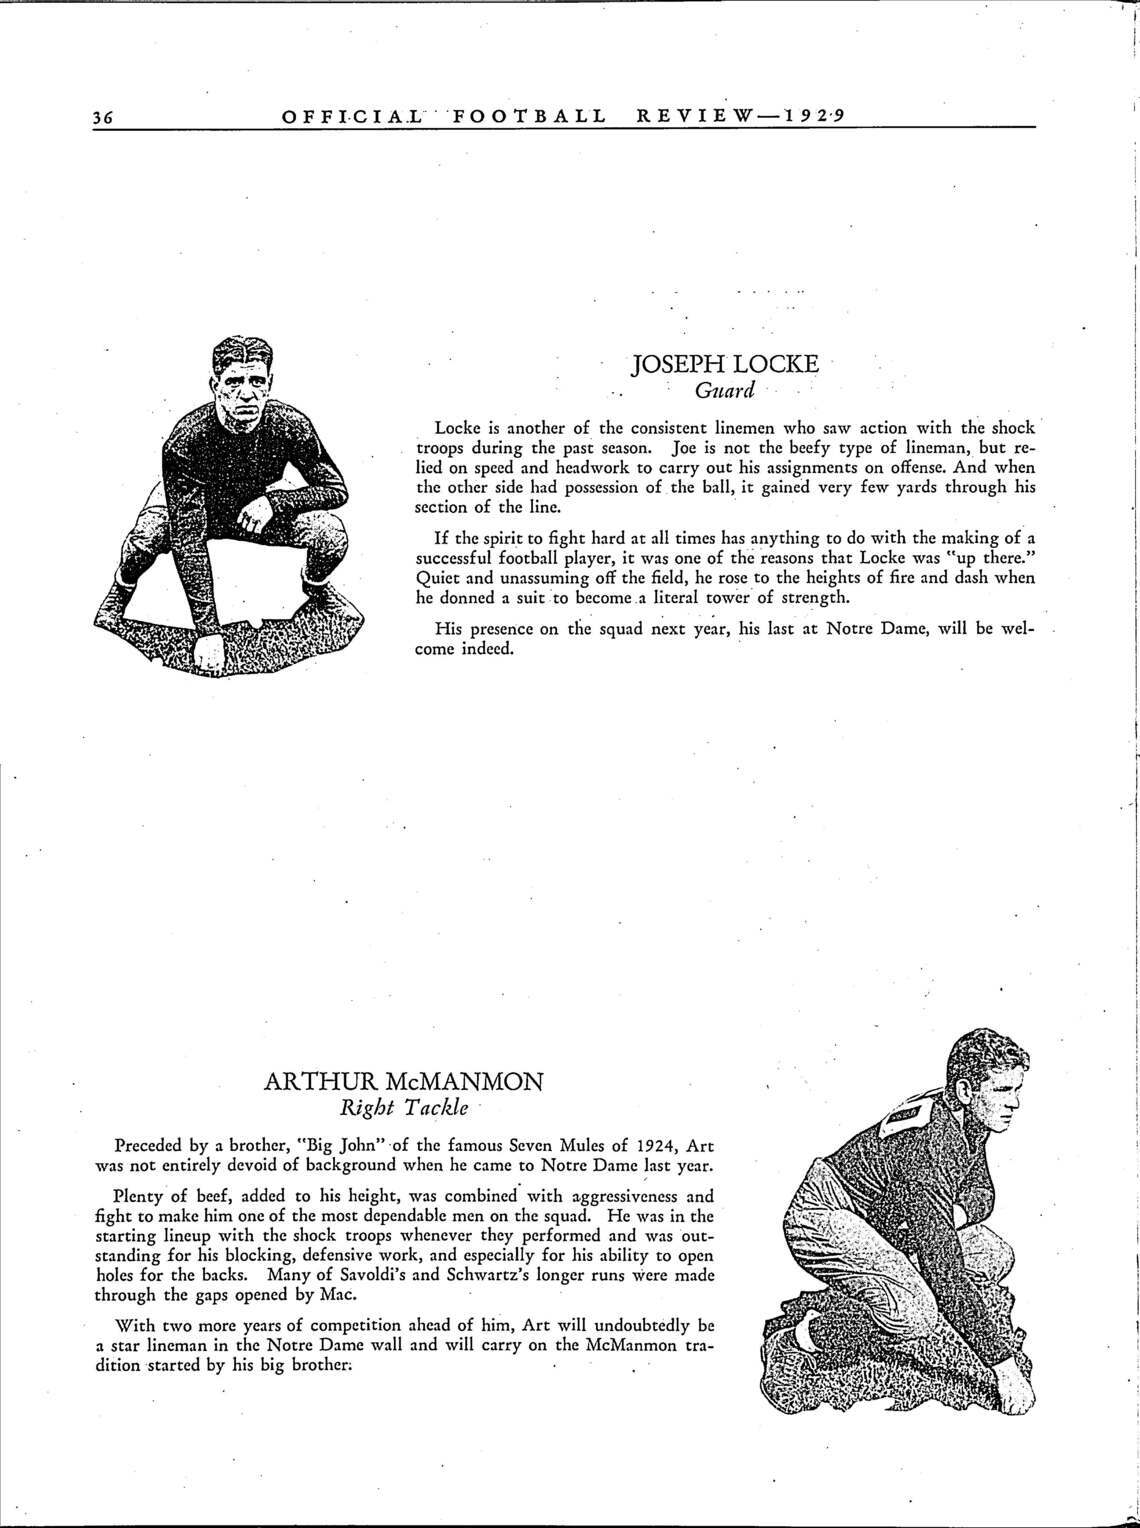 36
OFFICIAL FOOTBALL REVIEW—1929
JOSEPH LOCKE
Guard
Locke is another of the consistent linemen who saw action with the shock
troops during the past season. Joe is not the beefy type of lineman, but re-
lied on speed and headwork to carry out his assignments on offense. And when
the other side had possession of the ball, it gained very few yards through his
section of the line.
If the spirit to fight hard at all times has anything to do with the making of a
successful football player, it was one of the reasons that Locke was "up there."
Quiet and unassuming off the field, he rose to the heights of fire and dash when
he donned a suit to become a literal tower of strength.
His presence on the squad next year, his last at Notre Dame, will be wel-
come indeed.
ARTHUR McMANMON
Right Tackle
Preceded by a brother, "Big John" of the famous Seven Mules of 1924, Art
was not entirely devoid of background when he came to Notre Dame last year.
Plenty of beef, added to his height, was combined with aggressiveness and
fight to make him one of the most dependable men on the squad. He was in the
starting lineup with the shock troops whenever they performed and was out-
standing for his blocking, defensive work, and especially for his ability to open
holes for the backs. Many of Savoldi's and Schwartz's longer runs were made
through the gaps opened by Mac.
With two more years of competition ahead of him, Art will undoubtedly be
a star lineman in the Notre Dame wall and will carry on the McManmon tra-
dition started by his big brother.